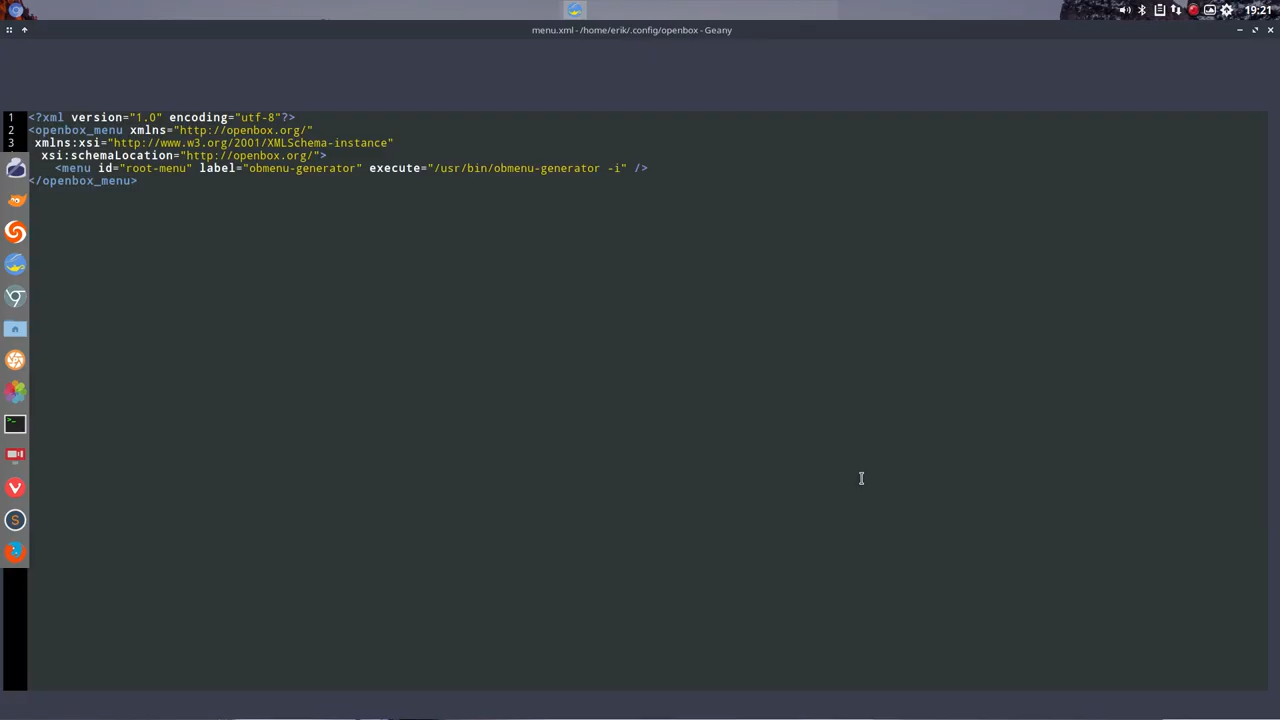 19:21
menu.xml - /home/erik/.config/openbox - Geany
1 <?xml version="1.0" encoding="utf-8"?>
2 <openbox_menu xmlns="http://openbox.org/"
3 xmlns:xsi="http://www.w3.org/2001/XMLSchema-instance"
xsi:schemaLocation="http://openbox.org/">
<menu id="root-menu" label="obmenu-generator" execute="/usr/bin/obmenu-generator -i" />
</openbox_menu>